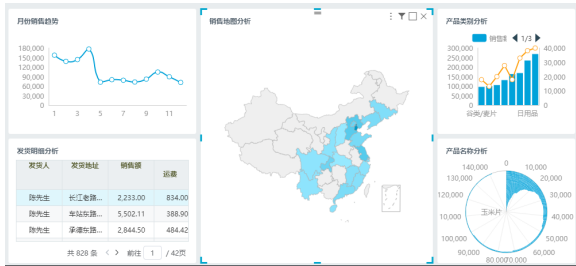 月份销售趋势
180,000
150,000
120,000
90,000
60,000
30,000
0
1 3 5 7 9 11
销售地图分析
产品类别分析
销售额 1/3
300,000 40,000
250,000
200,000 30,000
150,000 20,000
100,000
50,000 10,000
0 0
谷类/麦片 日用品
发货明细分析
发货人 发货地址 销售额 运费
陈先生 长江老路... 2,233.00 834.00
陈先生 车站东路... 5,502.11 388.90
陈先生 承德东路... 2,844.50 484.42
共 828 条 < > 前往 1 / 42页
产品名称分析
0
140,000 10,000
130,000 20,000
120,000 30,000
10,000 40,000
玉米片
100,000 50,000
90,000 60,000
80,000 70,000